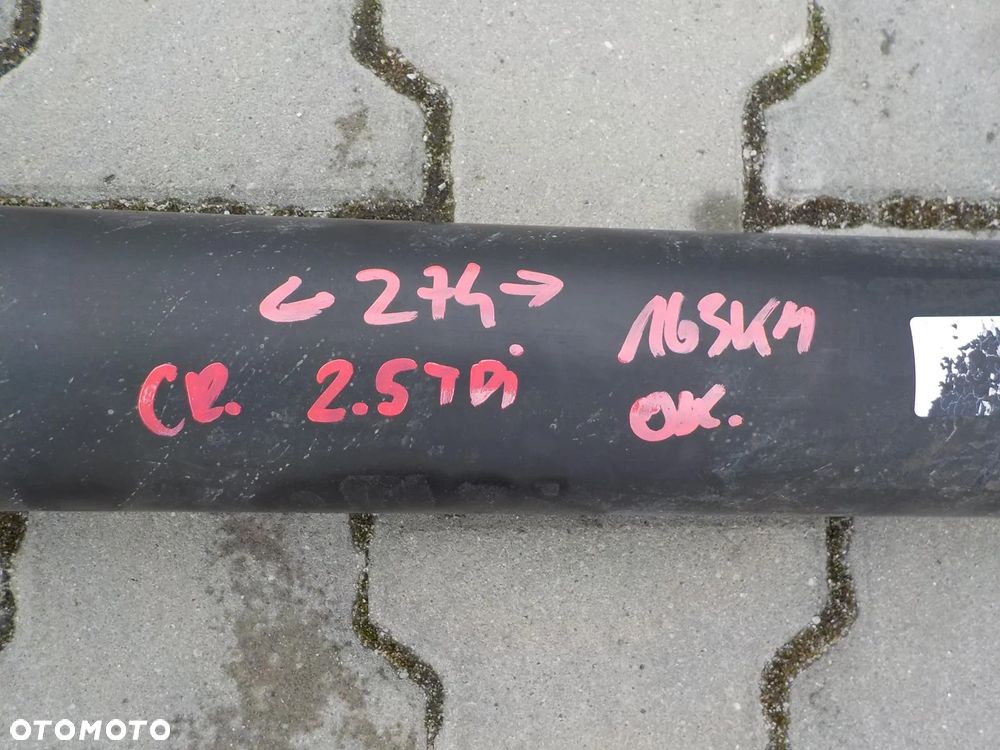 ← 274 → 165KM
CR. 2.5TDi OK.
OTOMOTO